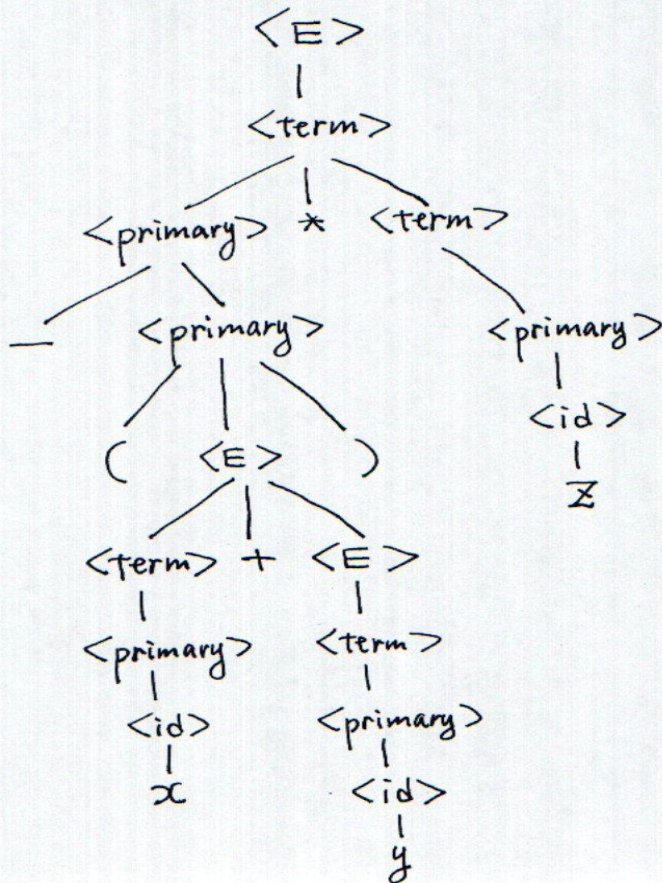 <E>
<term>
<primary> * <term>
— <primary> <primary>
<id>
( <E> )
z
<term> + <E>
<primary> <term>
<id> <primary>
x <id>
y